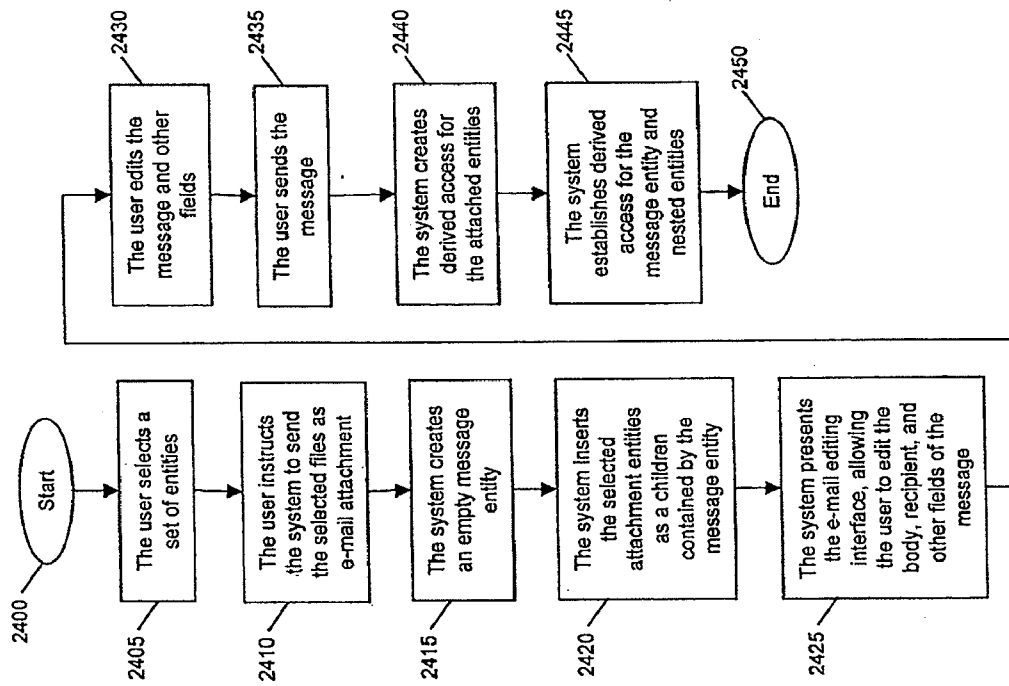 2400
Start
2405
The user selects a
set of entities
2410
The user instructs
the system to send
the selected files as
e-mail attachment
2415
The system creates
an empty message
entity
2420
The system inserts
the selected
attachment entities
as a children
contained by the
message entity
2425
The system presents
the e-mail editing
interface, allowing
the user to edit the
body, recipient, and
other fields of the
message
2430
The user edits the
message and other
fields
2435
The user sends the
message
2440
The system creates
derived access for
the attached entities
2445
The system
establishes derived
access for the
message entity and
nested entities
2450
End